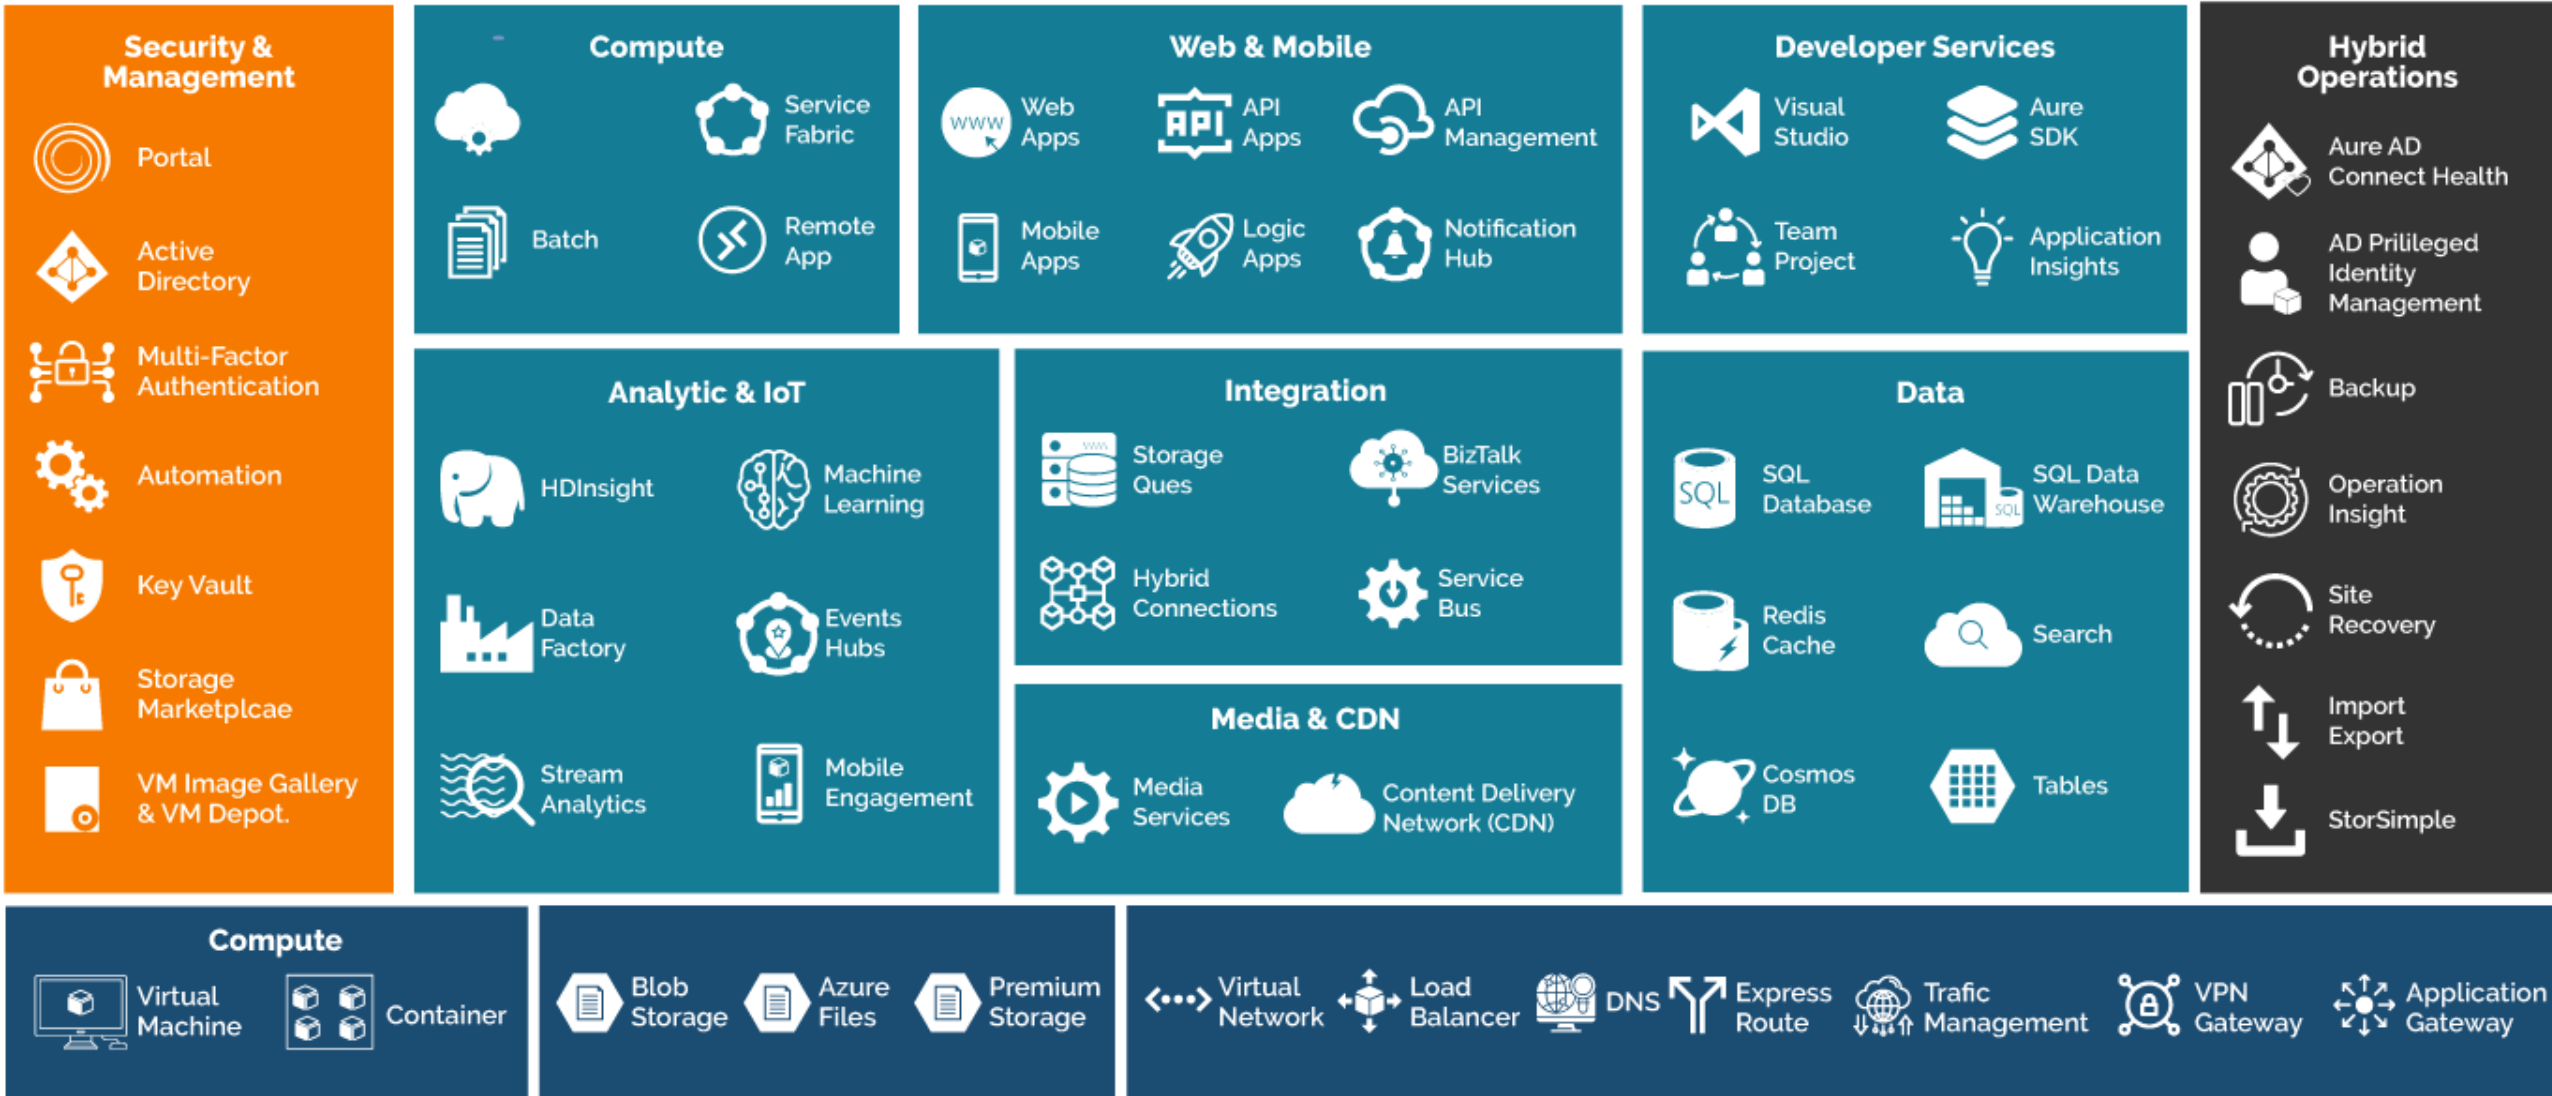 Security &
Management
Portal
Active
Directory
Multi-Factor
Authentication
Automation
Key Vault
Storage
Marketplcae
VM Image Gallery
& VM Depot.
Compute
Service
Fabric
Batch
Remote
App
Web & Mobile
www
Web
Apps
API
API
Apps
API
Management
Mobile
Apps
Logic
Apps
Notification
Hub
Developer Services
Visual
Studio
Aure
SDK
Team
Project
Application
Insights
Hybrid
Operations
Aure AD
Connect Health
AD Prilileged
Identity
Management
Backup
Operation
Insight
Site
Recovery
Import
Export
StorSimple
Analytic & IoT
HDInsight
Machine
Learning
Data
Factory
Events
Hubs
Stream
Analytics
Mobile
Engagement
Integration
Storage
Ques
BizTalk
Services
Hybrid
Connections
Service
Bus
Media & CDN
Media
Services
Content Delivery
Network (CDN)
Data
SQL
SQL
Database
SQL
SQL Data
Warehouse
Redis
Cache
Search
Cosmos
DB
Tables
Compute
Virtual
Machine
Container
Blob
Storage
Azure
Files
Premium
Storage
Virtual
Network
Load
Balancer
DNS
Express
Route
Trafic
Management
VPN
Gateway
Application
Gateway